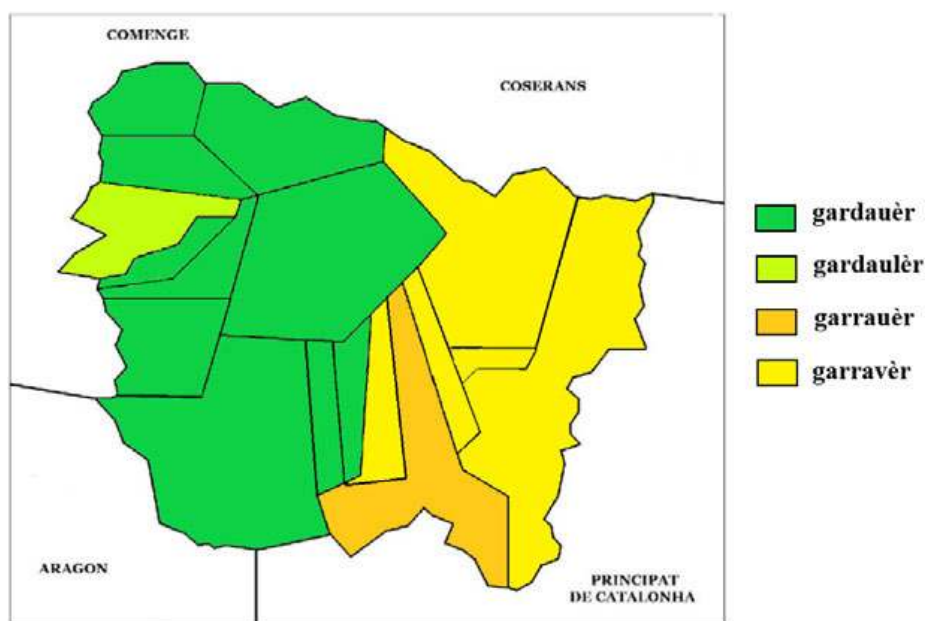 COMENGE
COSERANS
gardauèr
gardaulèr
garrauèr
garravèr
ARAGON
PRINCIPAT
DE CATALONHA